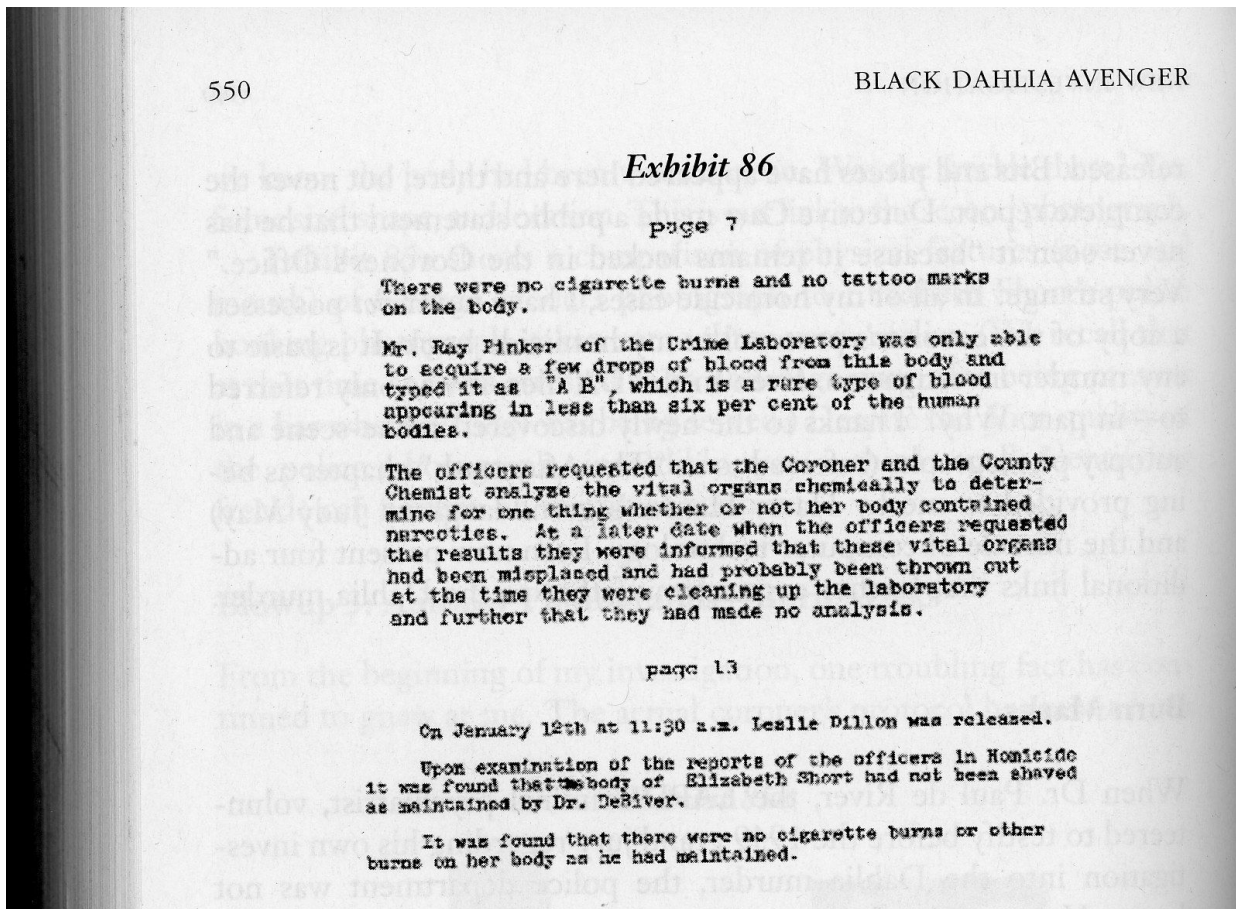 550
BLACK DAHLIA AVENGER
Exhibit 86
page 7
There were no cigarette burns and no tattoo marks
on the body.
Mr. Ray Pinker of the Crime Laboratory was only able
to acquire a few drops of blood from this body and
typed it as "A B", which is a rare type of blood
appearing in less than six per cent of the human
bodies.
The officers requested that the Coroner and the County
Chemist analyze the vital organs chemically to deter-
mine for one thing whether or not her body contained
narcotics. At a later date when the officers requested
the results they were informed that these vital organs
had been misplaced and had probably been thrown out
at the time they were cleaning up the laboratory
and further that they had made no analysis.
page 13
On January 12th at 11:30 a.m. Leslie Dillon was released.
Upon examination of the reports of the officers in Homicide
it was found that the body of Elizabeth Short had not been shaved
as maintained by Dr. DeRiver.
It was found that there were no cigarette burns or other
burns on her body as he had maintained.